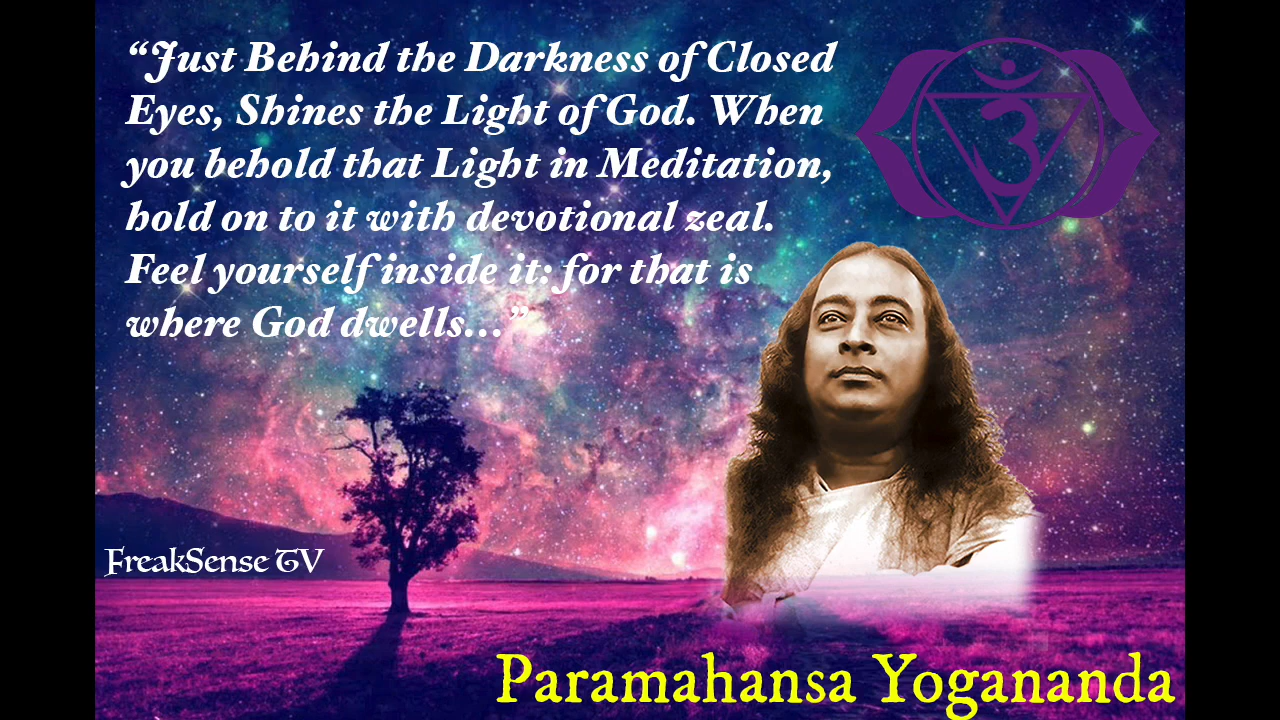 “Just Behind the Darkness of Closed
Eyes, Shines the Light of God. When
you behold that Light in Meditation,
hold on to it with devotional zeal.
Feel yourself inside it: for that is
where God dwells...”
ॐ
FreakSense TV
Paramahansa Yogananda